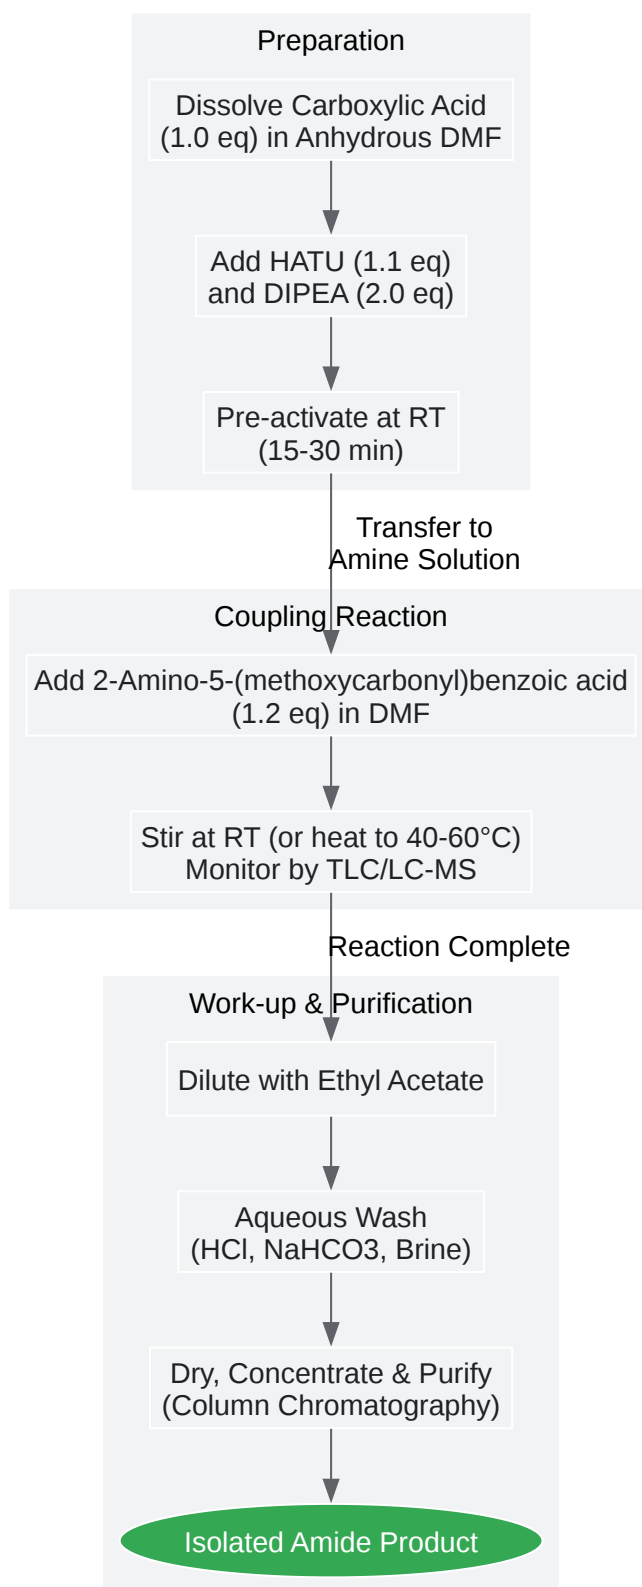 Preparation
Dissolve Carboxylic Acid
(1.0 eq) in Anhydrous DMF
Add HATU (1.1 eq)
and DIPEA (2.0 eq)
Pre-activate at RT
(15-30 min)
Transfer to
Amine Solution
Coupling Reaction
Add 2-Amino-5-(methoxycarbonyl)benzoic acid
(1.2 eq) in DMF
Stir at RT (or heat to 40-60°C)
Monitor by TLC/LC-MS
Reaction Complete
Work-up & Purification
Dilute with Ethyl Acetate
Aqueous Wash
(HCl, NaHCO3, Brine)
Dry, Concentrate & Purify
(Column Chromatography)
Isolated Amide Product